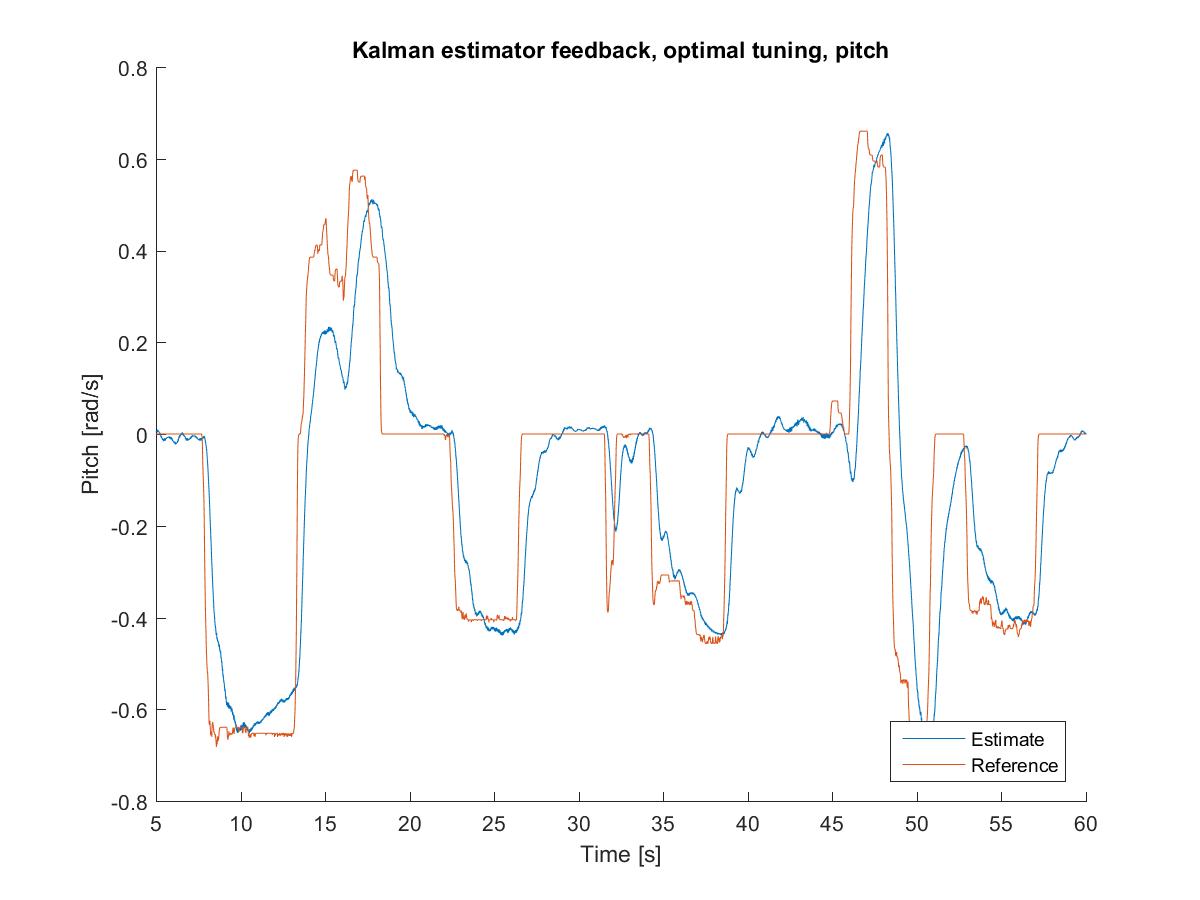 Kalman estimator feedback, optimal tuning, pitch
0.8
0.6
0.4
0.2
0
-0.2
-0.4
-0.6
-0.8
Pitch [rad/s]
Estimate
Reference
5 10 15 20 25 30 35 40 45 50 55 60
Time [s]